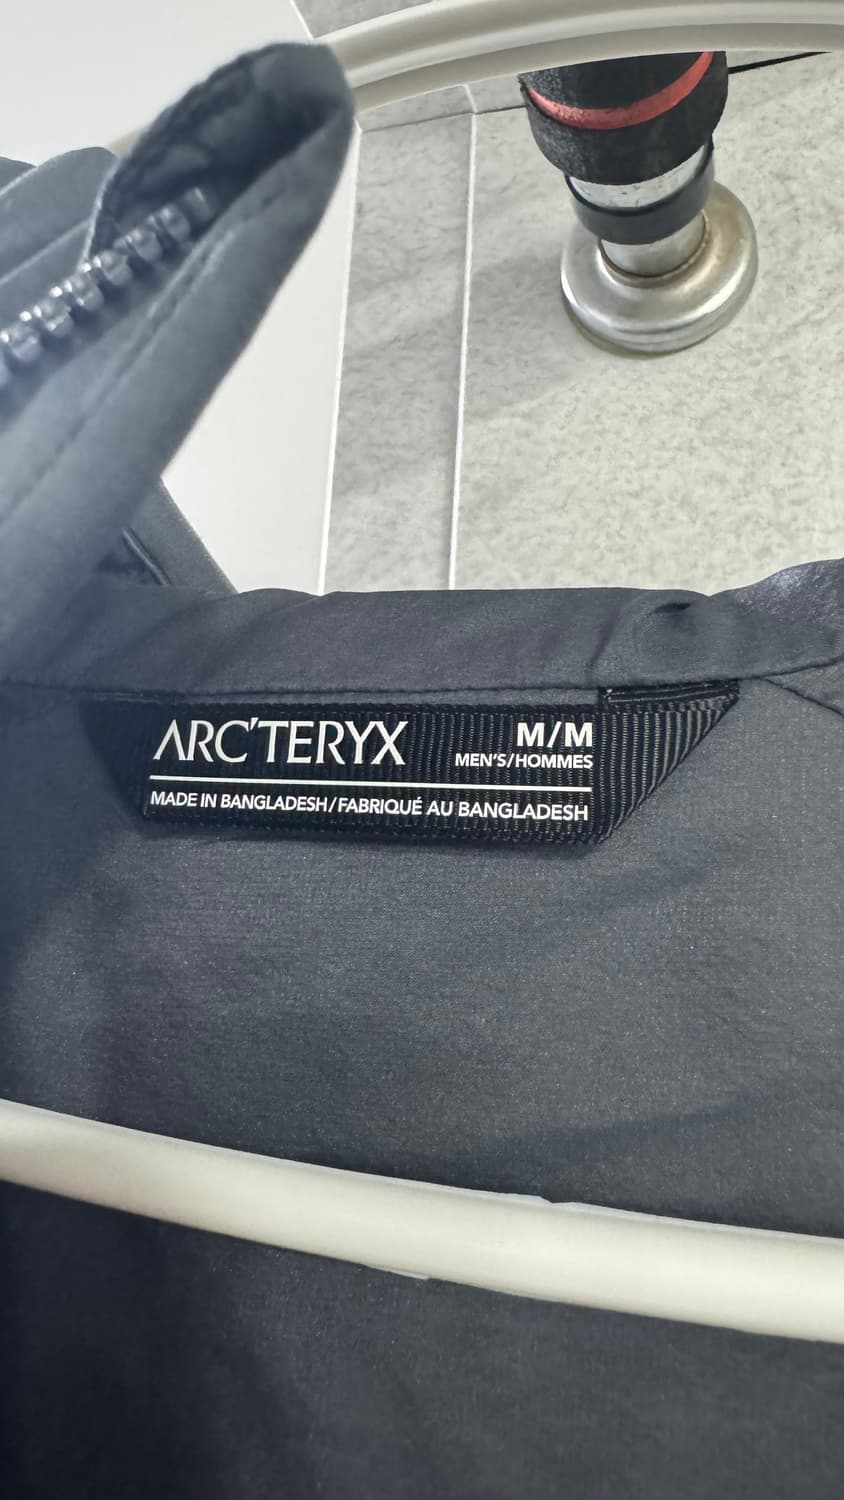 ARC'TERYX
M/M
MEN'S/HOMMES
MADE IN BANGLADESH/FABRIQUÉ AU BANGLADESH